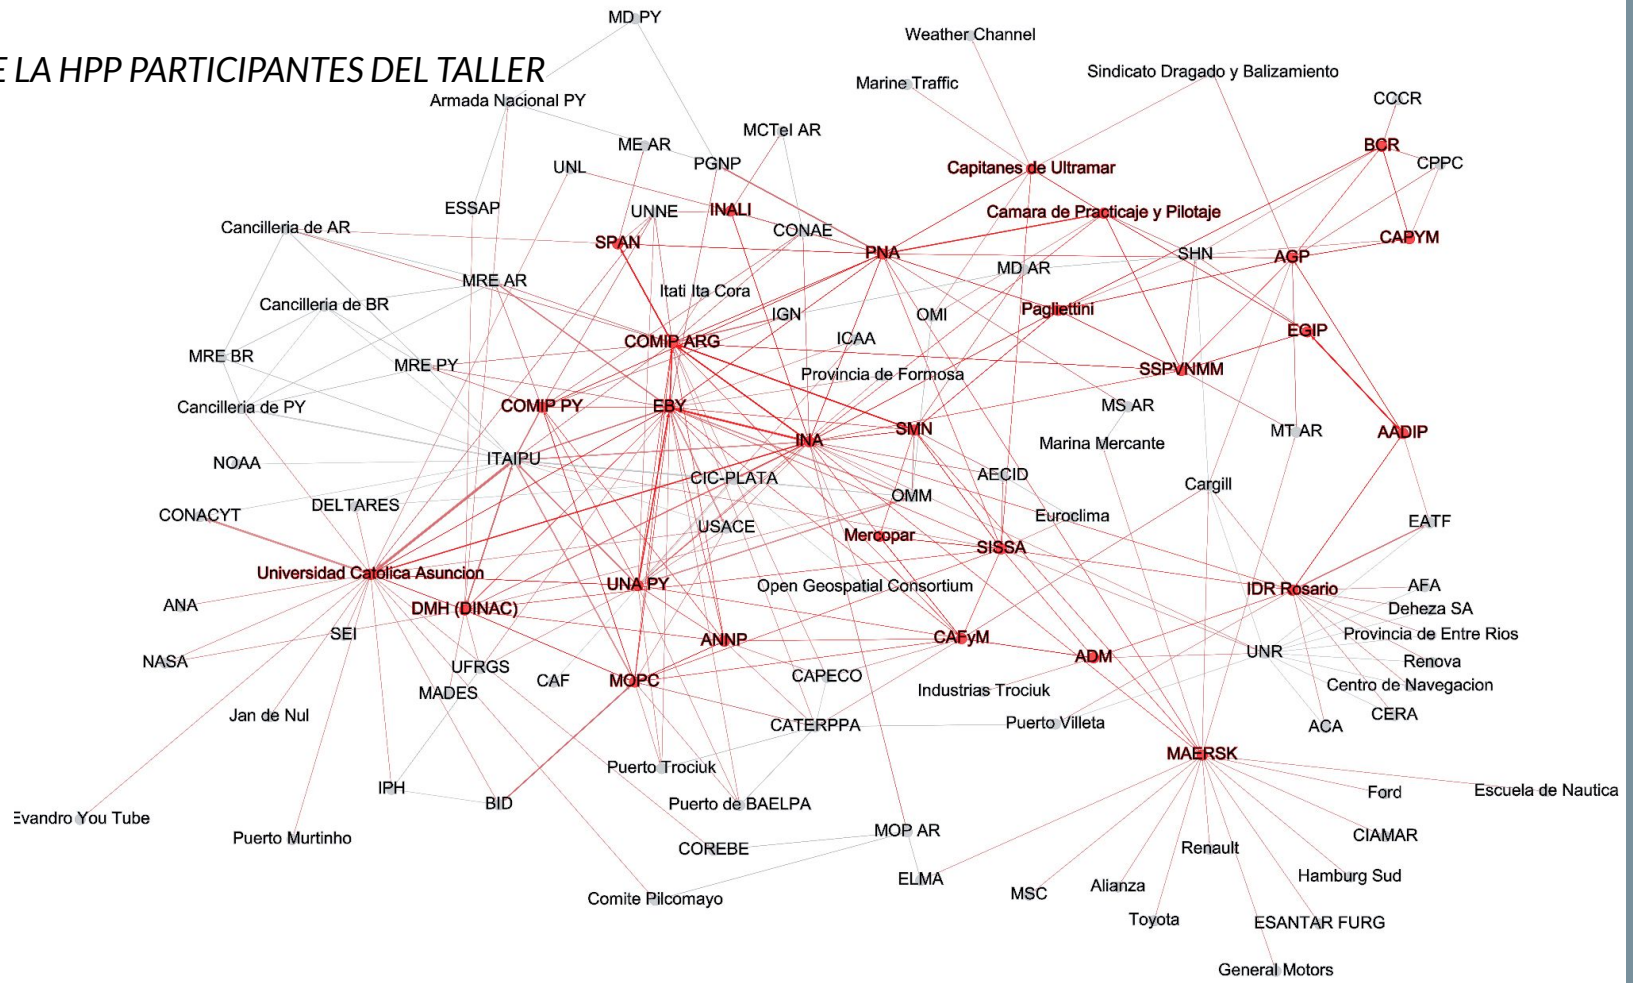 MD PY
Weather Channel
E LA HPP PARTICIPANTES DEL TALLER
Sindicato Dragado y Balizamiento
Marine Traffic
CCCR
Armada Nacional PY
MCTel AR
ME AR
BCR
PGNP
CPPC
UNL
Capitanes de Ultramar
ESSAP
UNNE
INALI
Camara de Practicaje y Pilotaje
Cancilleria de AR
CONAE
CAPYM
SPAN
PNA
SHN
AGP
MD AR
MRE AR
Itati Ita Cora
Cancilleria de BR
IGN
OMI
Pagliettini
EGIP
COMIP ARG
ICAA
MRE BR
MRE PY
Provincia de Formosa
SSPVNMM
Cancilleria de PY
COMIP PY
EBY
MS AR
SMN
MT AR
AADIP
INA
Marina Mercante
NOAA
ITAIPU
CIC-PLATA
AECID
Cargill
OMM
DELTARES
CONACYT
Euroclima
EATF
USACE
Mercopar
SISSA
Universidad Catolica Asuncion
UNA PY
Open Geospatial Consortium
IDR Rosario
AFA
ANA
DMH (DINAC)
Deheza SA
SEI
ANNP
CAFyM
Provincia de Entre Rios
UNR
ADM
NASA
UFRGS
Renova
CAF
MOPC
CAPECO
Centro de Navegacion
MADES
Industrias Trociuk
Jan de Nul
CATERPPA
Puerto Villeta
ACA
CERA
MAERSK
Puerto Trociuk
IPH
BID
Puerto de BAELPA
Ford
Escuela de Nautica
Evandro You Tube
Puerto Murtinho
MOP AR
CIAMAR
COREBE
Renault
ELMA
Hamburg Sud
Comite Pilcomayo
MSC
Alianza
Toyota
ESANTAR FURG
General Motors